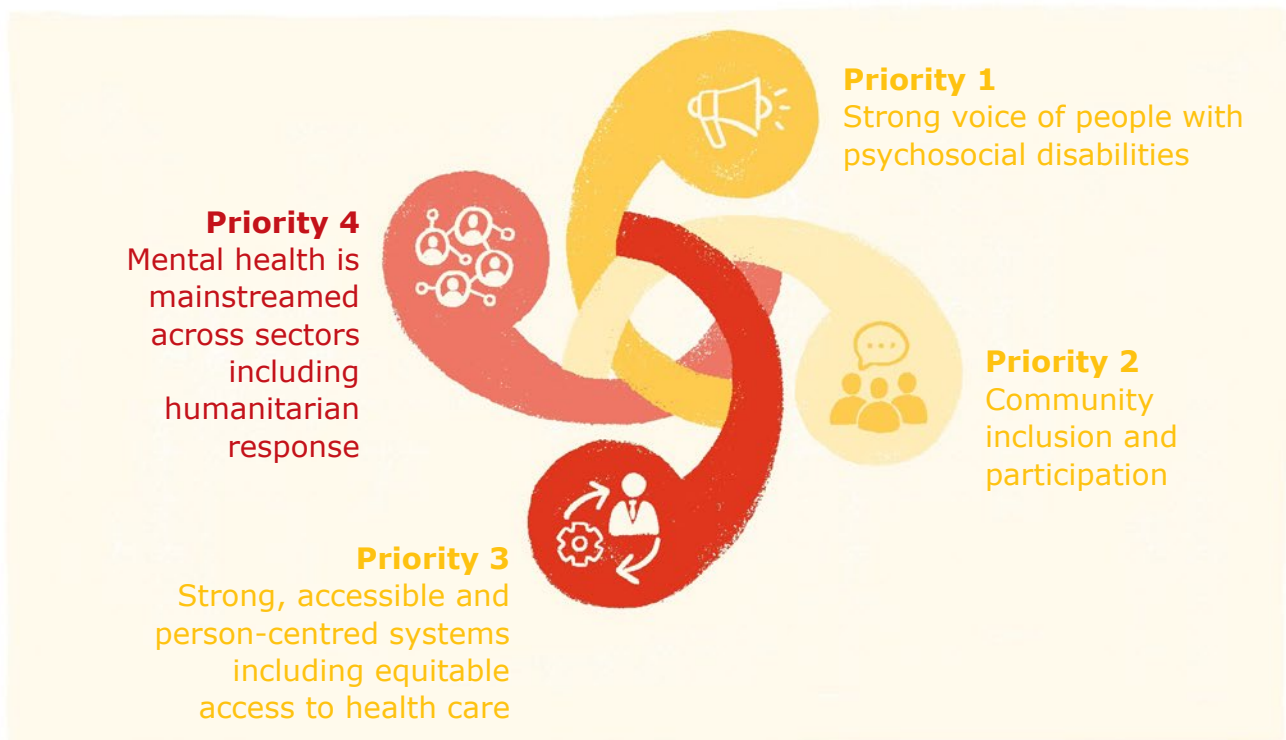 Priority 1
Strong voice of people with
psychosocial disabilities
Priority 2
Community
inclusion and
participation
Priority 3
Strong, accessible and
person-centred systems
including equitable
access to health care
Priority 4
Mental health is
mainstreamed
across sectors
including
humanitarian
response